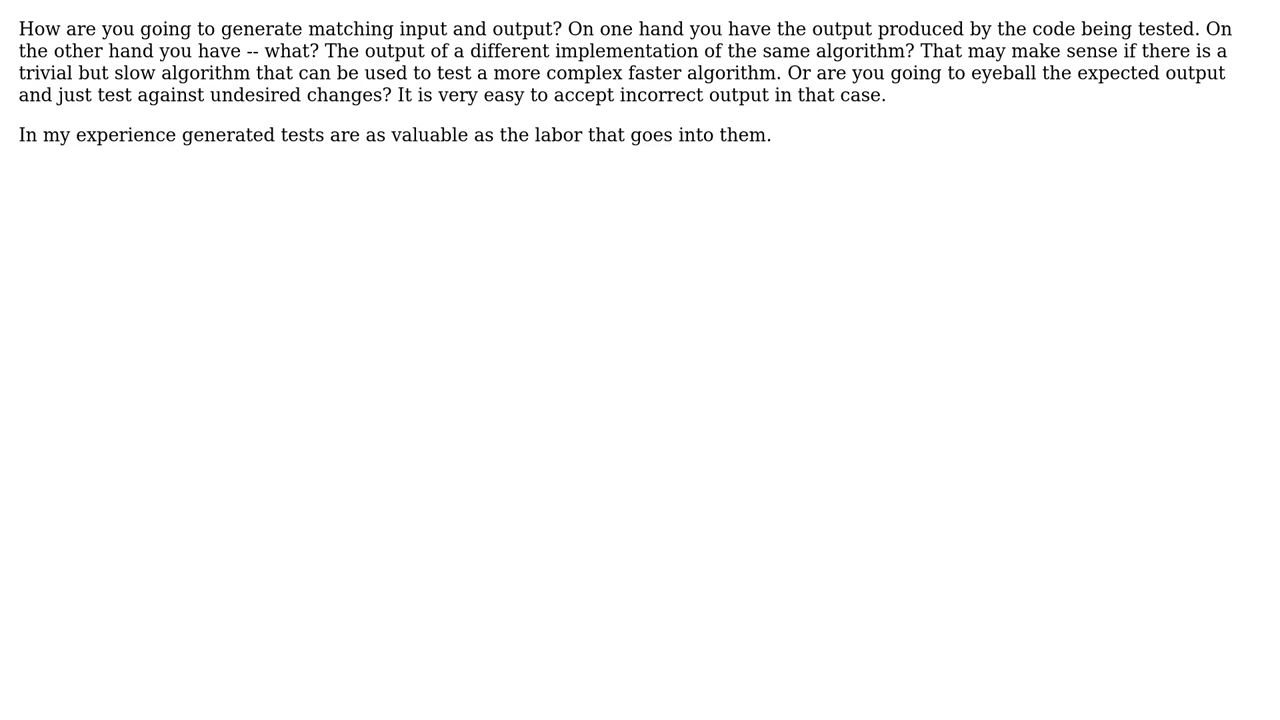 How are you going to generate matching input and output? On one hand you have the output produced by the code being tested. On
the other hand you have -- what? The output of a different implementation of the same algorithm? That may make sense if there is a
trivial but slow algorithm that can be used to test a more complex faster algorithm. Or are you going to eyeball the expected output
and just test against undesired changes? It is very easy to accept incorrect output in that case.
In my experience generated tests are as valuable as the labor that goes into them.